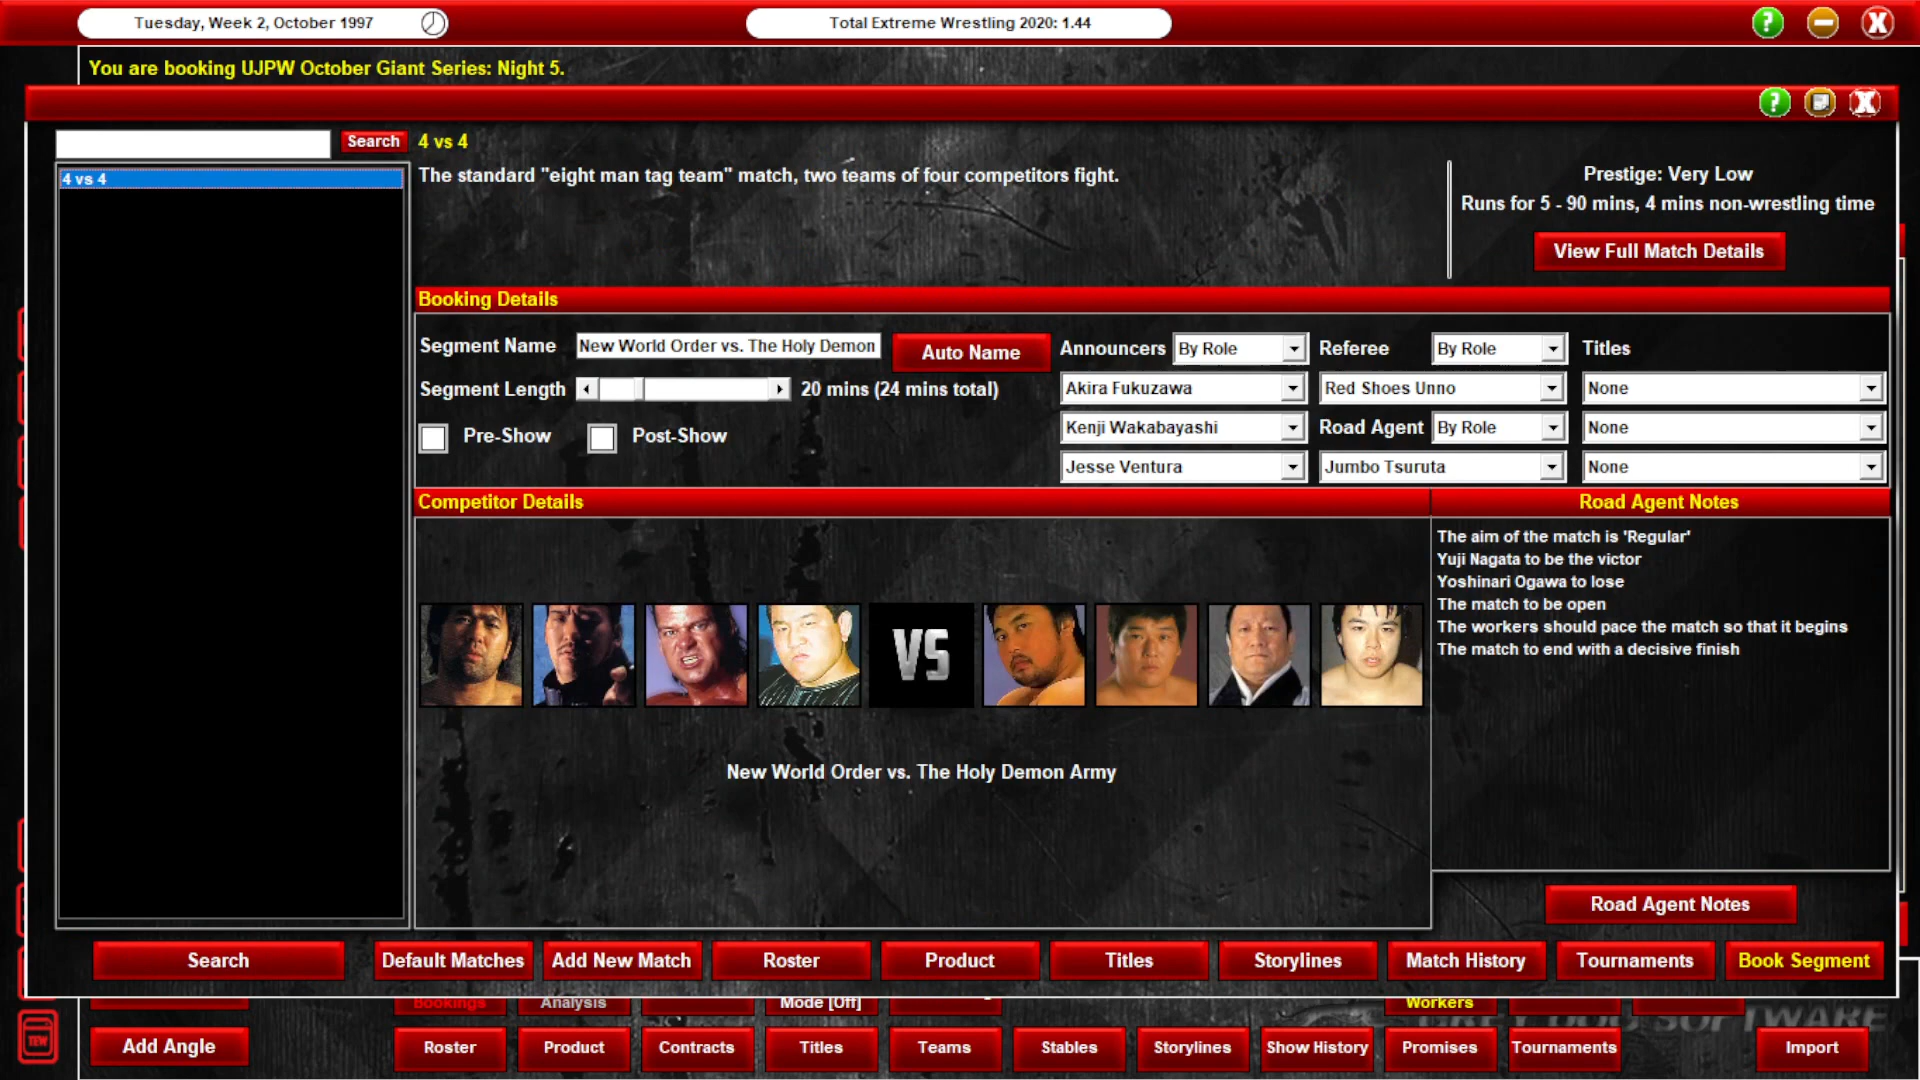 Tuesday, Week 2, October 1997
Total Extreme Wrestling 2020: 1.44
You are booking UJPW October Giant Series: Night 5.
Search
4 vs 4
4 vs 4
The standard "eight man tag team" match, two teams of four competitors fight.
Prestige: Very Low
Runs for 5 - 90 mins, 4 mins non-wrestling time
View Full Match Details
Booking Details
Segment Name
New World Order vs. The Holy Demon
Auto Name
Announcers
By Role
Referee
By Role
Titles
Segment Length
20 mins (24 mins total)
Akira Fukuzawa
Red Shoes Unno
None
Pre-Show
Post-Show
Kenji Wakabayashi
Road Agent
By Role
None
Jesse Ventura
Jumbo Tsuruta
None
Competitor Details
Road Agent Notes
The aim of the match is 'Regular'
Yuji Nagata to be the victor
Yoshinari Ogawa to lose
The match to be open
The workers should pace the match so that it begins
The match to end with a decisive finish
VS
New World Order vs. The Holy Demon Army
Road Agent Notes
Search
Default Matches
Add New Match
Roster
Product
Titles
Storylines
Match History
Tournaments
Book Segment
Bookings
Analysis
Mode [Off]
Workers
GREY DOG SOFTWARE
TEW
Add Angle
Roster
Product
Contracts
Titles
Teams
Stables
Storylines
Show History
Promises
Tournaments
Import